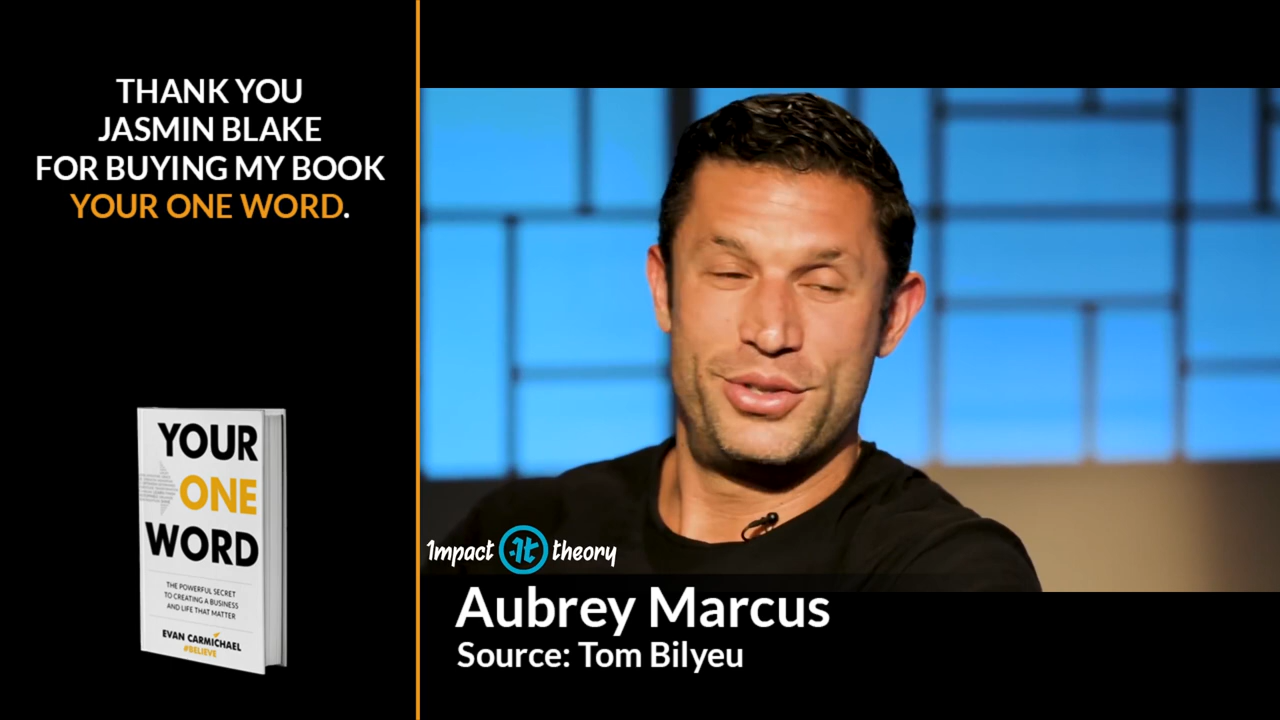 THANK YOU
JASMIN BLAKE
FOR BUYING MY BOOK
YOUR ONE WORD.
YOUR
ONE
WORD
THE POWERFUL SECRET
TO CREATING A BUSINESS
AND LIFE THAT MATTER
EVAN CARMICHAEL
#BELIEVE
Impact It theory
Aubrey Marcus
Source: Tom Bilyeu